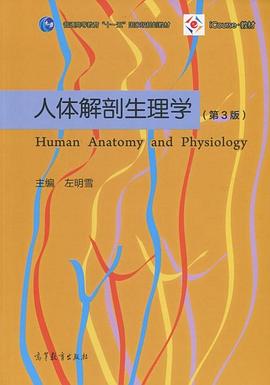 普通高等教育“十一五”国家级规划教材
iCourse·教材
人体解剖生理学（第3版）
Human Anatomy and Physiology
主编 左明雪
高等教育出版社